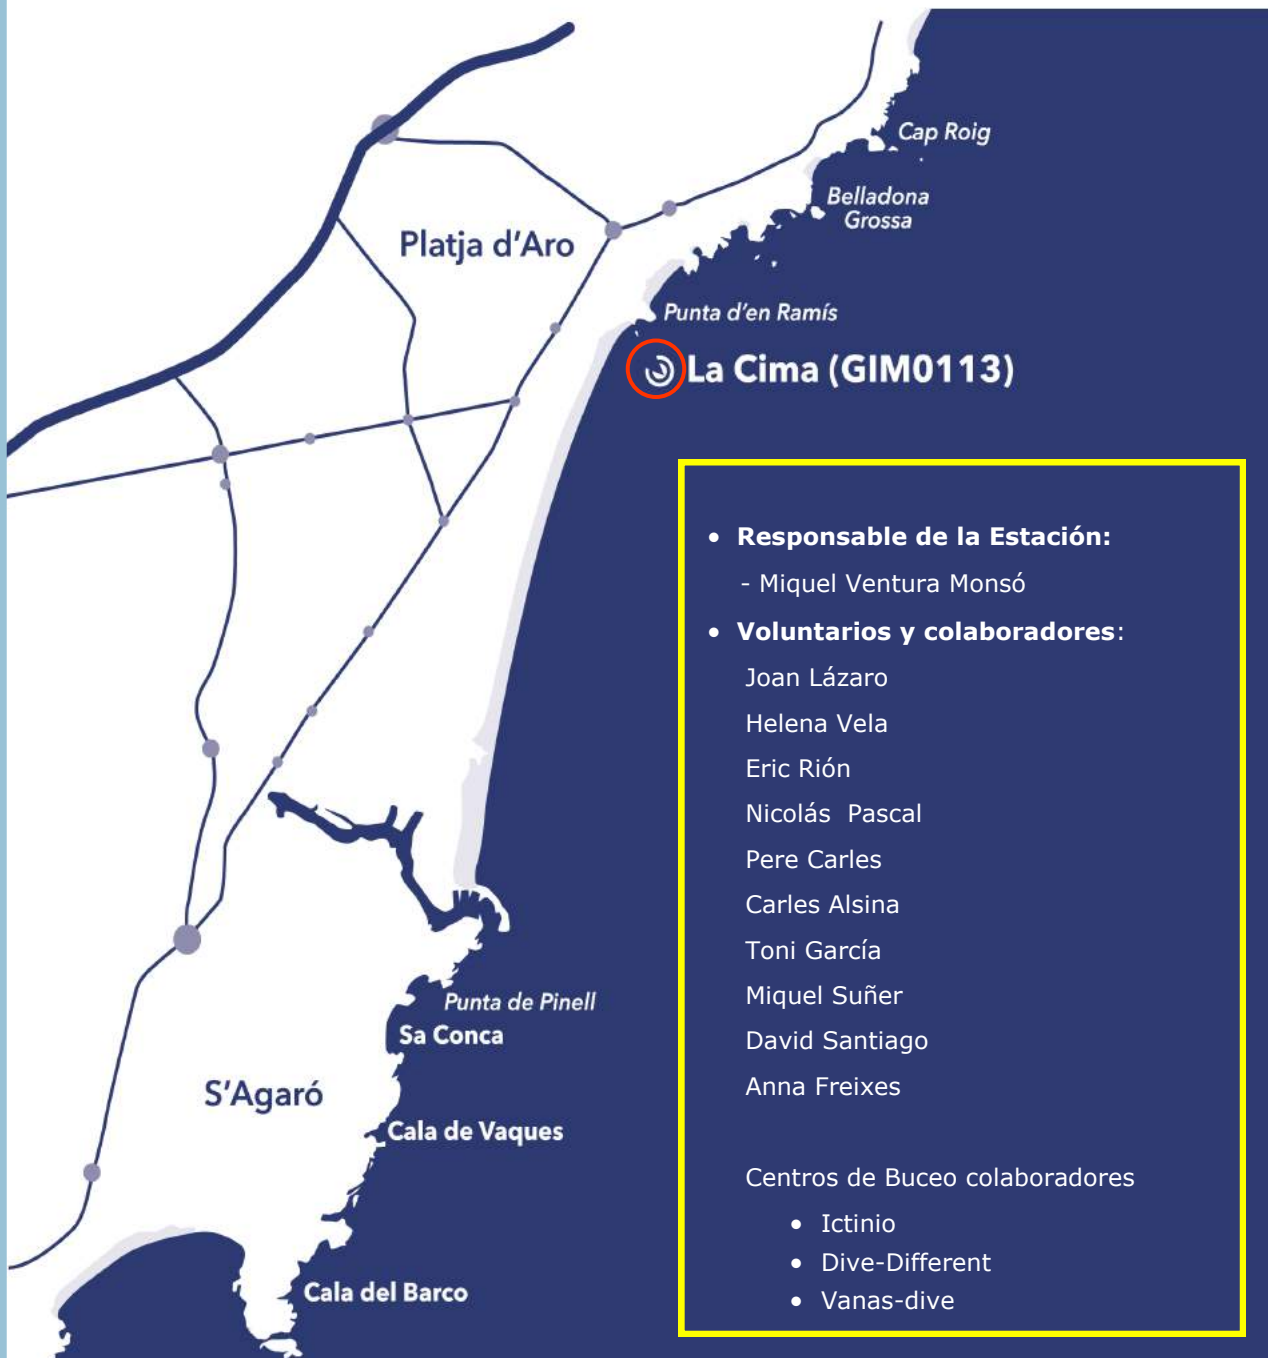 Cap Roig
Belladona
Grossa
Platja d'Aro
Punta d'en Ramís
La Cima (GIM0113)
• Responsable de la Estación:
- Miquel Ventura Monsó
• Voluntarios y colaboradores:
Joan Lázaro
Helena Vela
Eric Rión
Nicolás Pascal
Pere Carles
Carles Alsina
Toni García
Miquel Suñer
David Santiago
Anna Freixes
Centros de Buceo colaboradores
• Ictinio
• Dive-Different
• Vanas-dive
Punta de Pinell
Sa Conca
S'Agaró
Cala de Vaques
Cala del Barco